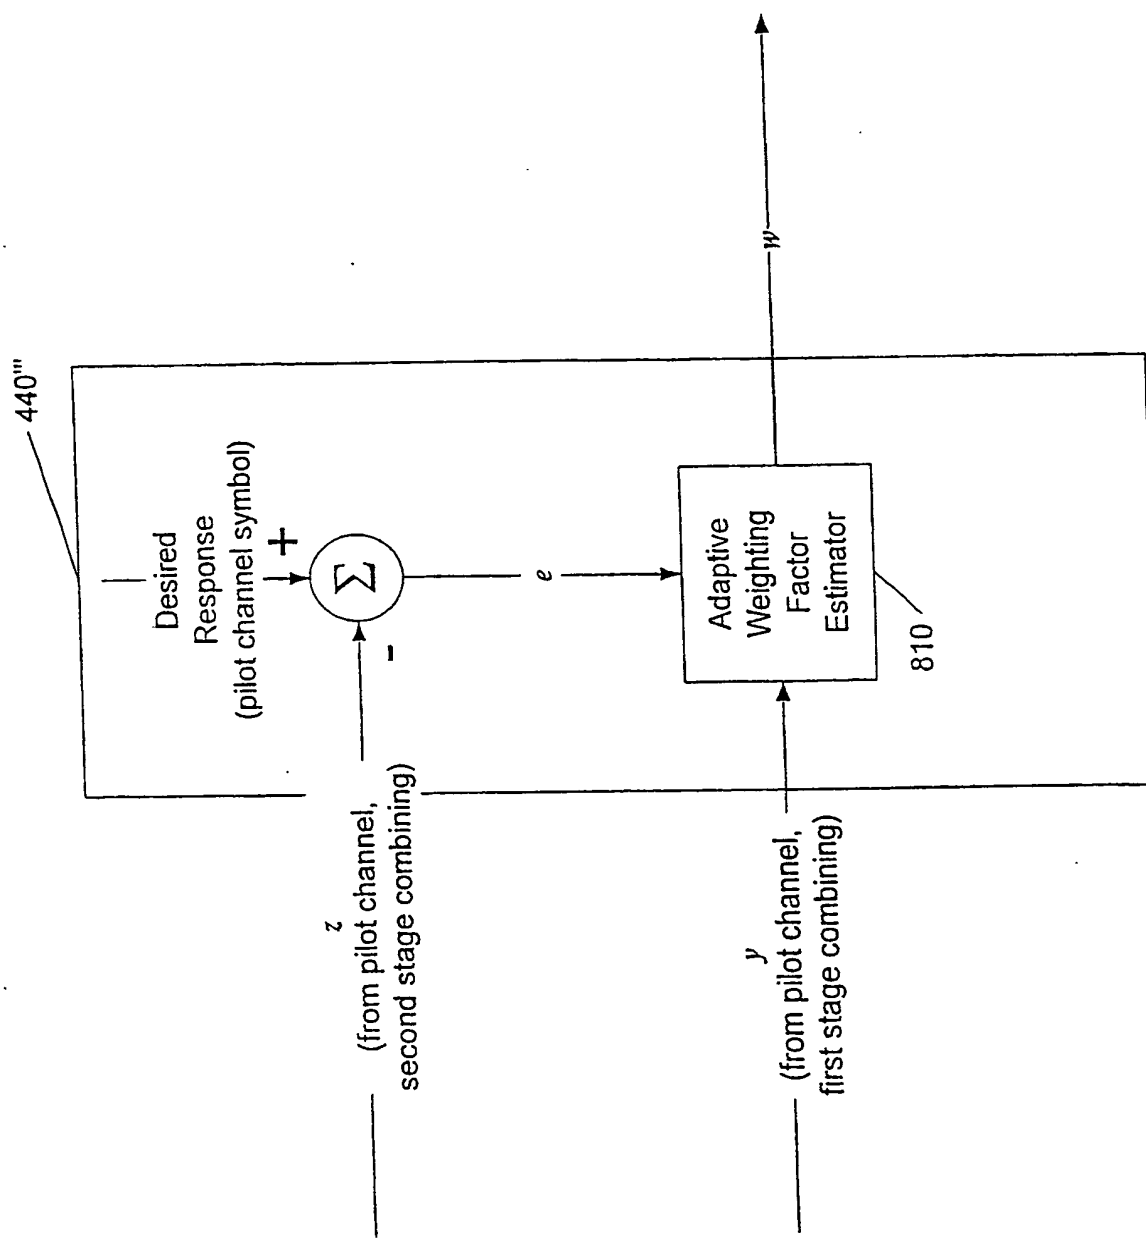 440'''
Desired
Response
(pilot channel symbol)
+
Σ
-
z
(from pilot channel,
second stage combining)
e
Adaptive
Weighting
Factor
Estimator
810
y
(from pilot channel,
first stage combining)
w